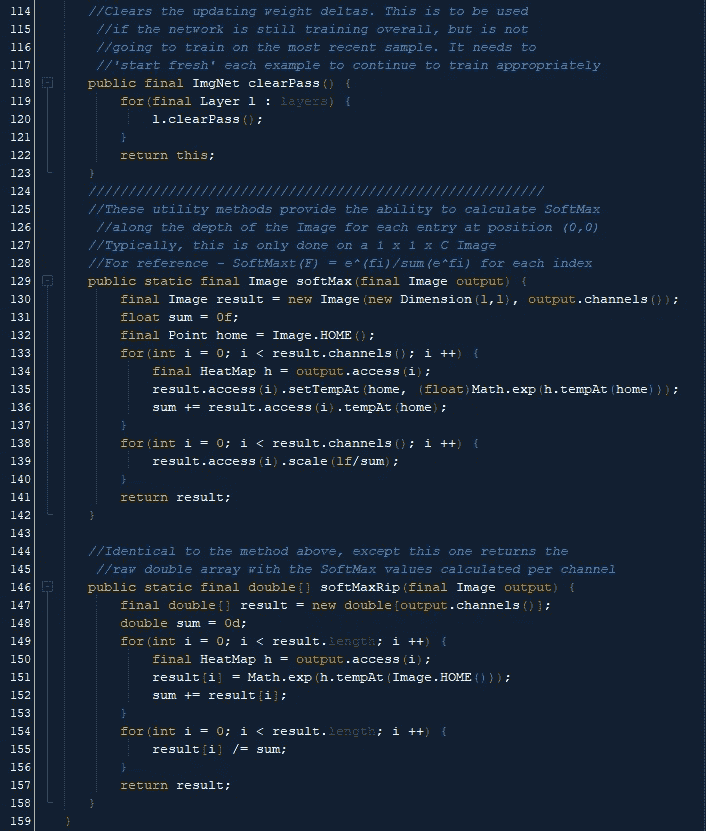 114 //Clears the updating weight deltas. This is to be used
115 //if the network is still training overall, but is not
116 //going to train on the most recent sample. It needs to
117 //'start fresh' each example to continue to train appropriately
118 public final ImgNet clearPass() {
119 for(final Layer l : layers) {
120 l.clearPass();
121 }
122 return this;
123 }
124 /////////////////////////////////////////////////////////
125 //These utility methods provide the ability to calculate SoftMax
126 //along the depth of the Image for each entry at position (0,0)
127 //Typically, this is only done on a 1 x 1 x C Image
128 //For reference - SoftMaxt(F) = e^(fi)/sum(e^fi) for each index
129 public static final Image softMax(final Image output) {
130 final Image result = new Image(new Dimension(1,1), output.channels());
131 float sum = 0f;
132 final Point home = Image.HOME();
133 for(int i = 0; i < result.channels(); i ++) {
134 final HeatMap h = output.access(i);
135 result.access(i).setTempAt(home, (float)Math.exp(h.tempAt(home)));
136 sum += result.access(i).tempAt(home);
137 }
138 for(int i = 0; i < result.channels(); i ++) {
139 result.access(i).scale(1f/sum);
140 }
141 return result;
142 }
143
144 //Identical to the method above, except this one returns the
145 //raw double array with the SoftMax values calculated per channel
146 public static final double[] softMaxRip(final Image output) {
147 final double[] result = new double[output.channels()];
148 double sum = 0d;
149 for(int i = 0; i < result.length; i ++) {
150 final HeatMap h = output.access(i);
151 result[i] = Math.exp(h.tempAt(Image.HOME()));
152 sum += result[i];
153 }
154 for(int i = 0; i < result.length; i ++) {
155 result[i] /= sum;
156 }
157 return result;
158 }
159 }